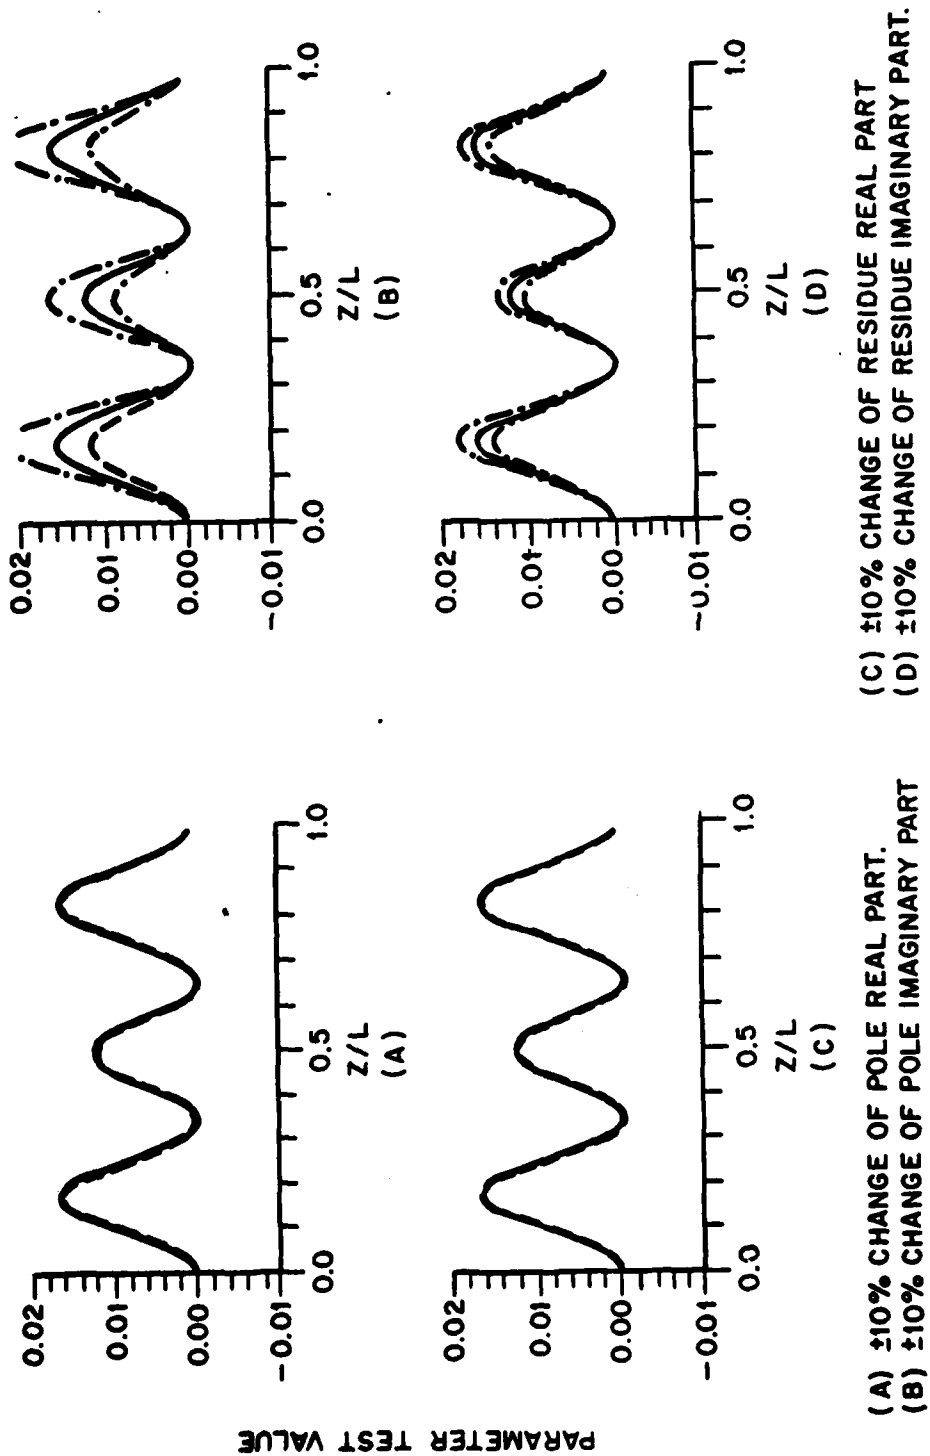 PARAMETER TEST VALUE
0.02
0.01
0.00
-0.01
0.0
0.5
1.0
Z/L
(A)
0.02
0.01
0.00
-0.01
0.0
0.5
1.0
Z/L
(B)
0.02
0.01
0.00
-0.01
0.0
0.5
1.0
Z/L
(C)
0.02
0.01
0.00
-0.01
0.0
0.5
1.0
Z/L
(D)
(A) ±10% CHANGE OF POLE REAL PART.
(B) ±10% CHANGE OF POLE IMAGINARY PART
(C) ±10% CHANGE OF RESIDUE REAL PART
(D) ±10% CHANGE OF RESIDUE IMAGINARY PART.